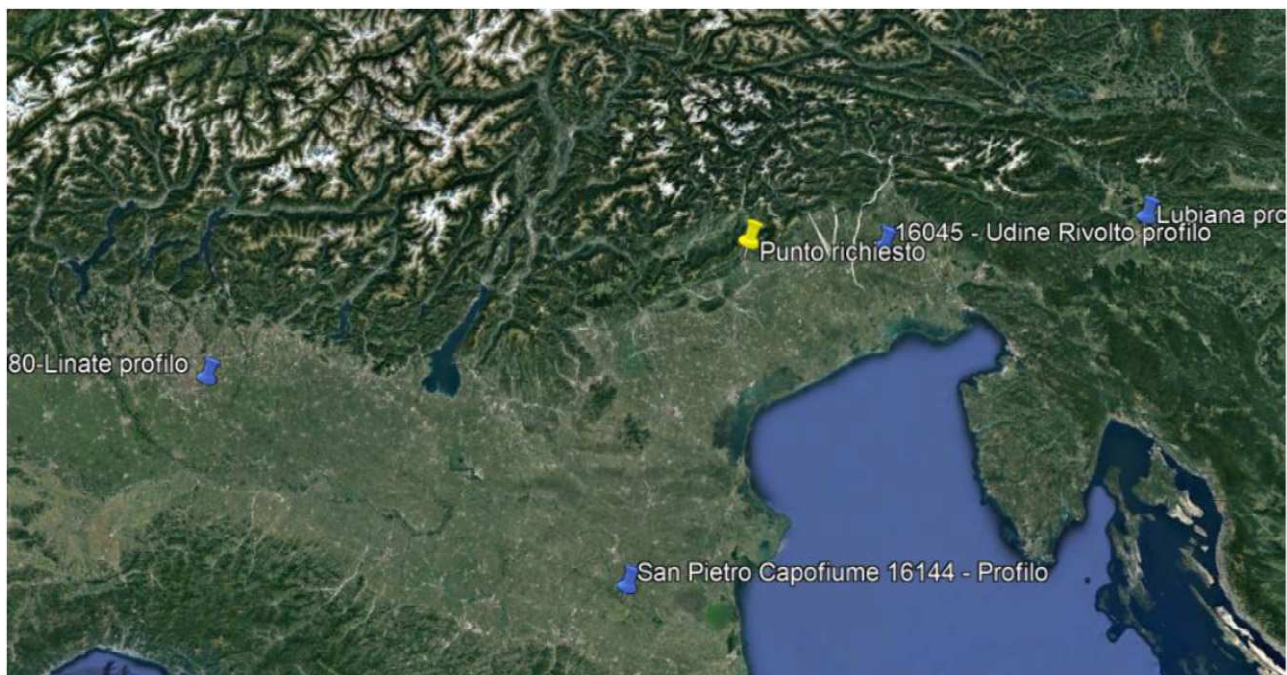 Lubiana pro
16045 - Udine Rivolto profilo
Punto richiesto
80-Linate profilo
San Pietro Capofiume 16144 - Profilo